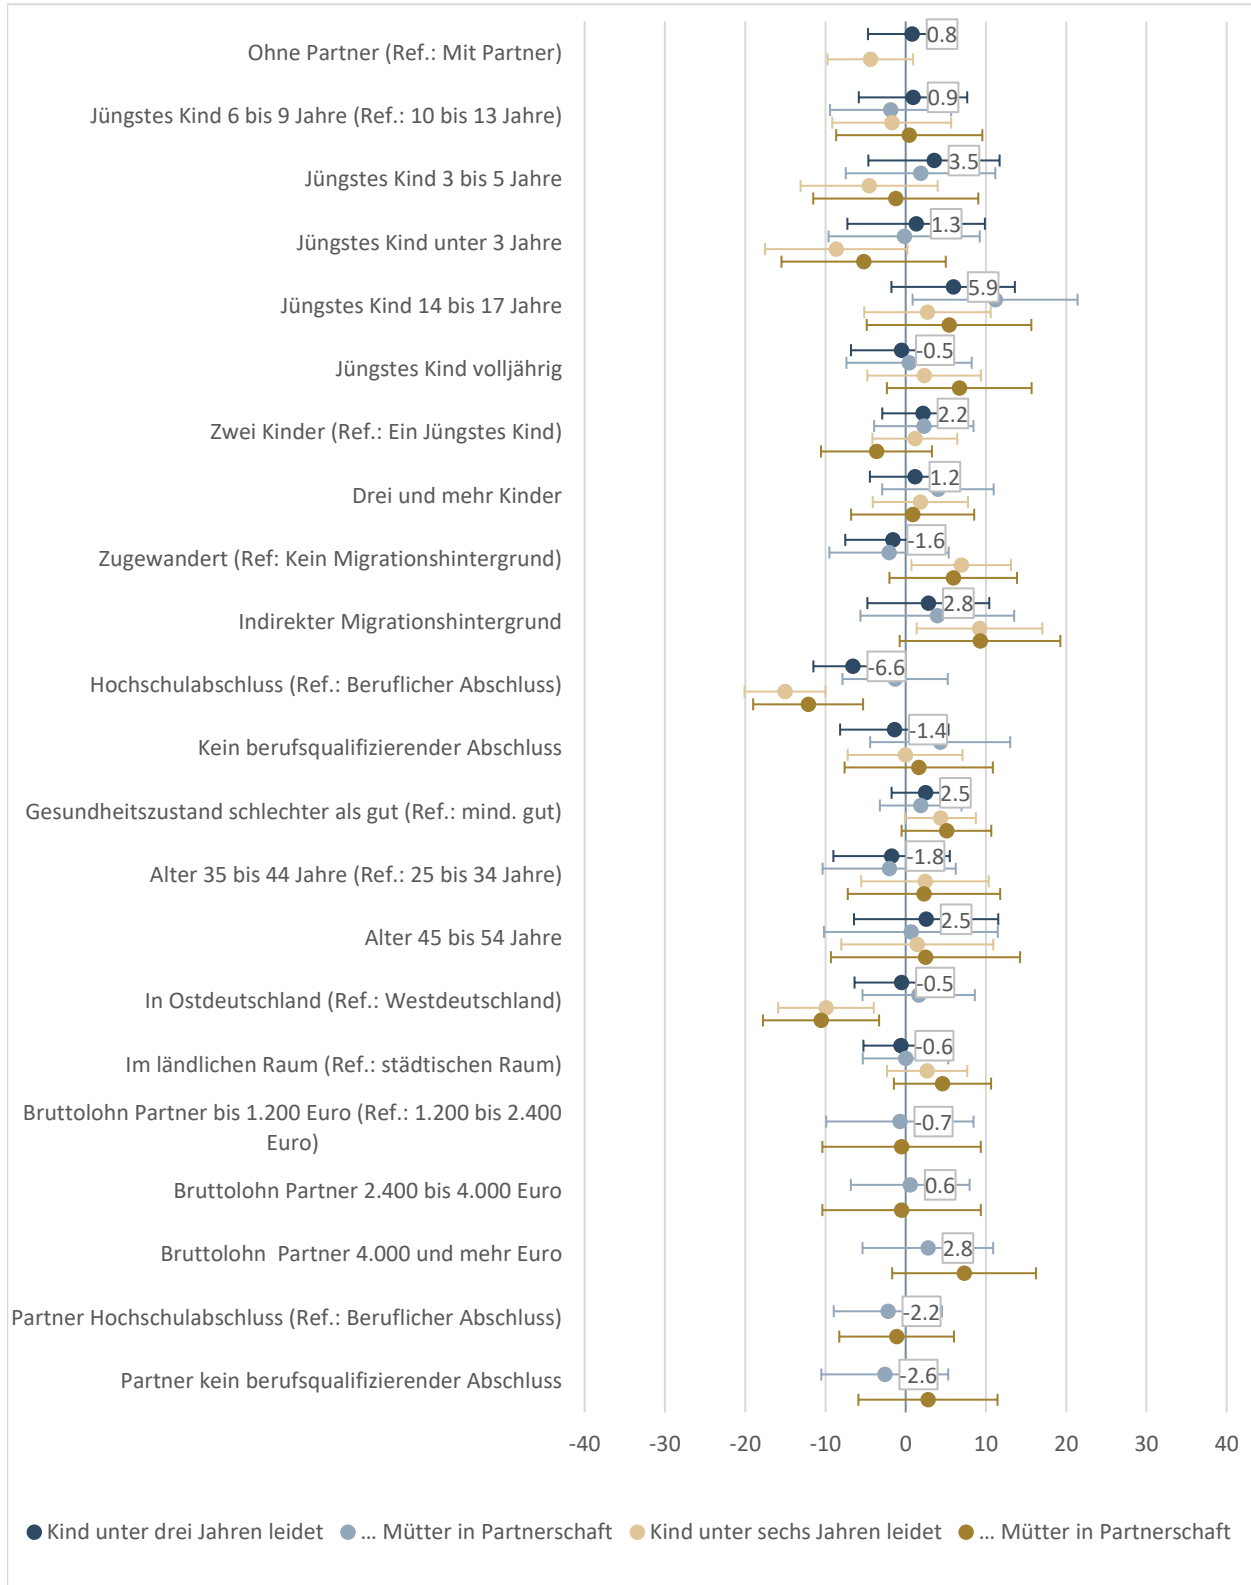 Ohne Partner (Ref.: Mit Partner)
0.8
Jüngstes Kind 6 bis 9 Jahre (Ref.: 10 bis 13 Jahre)
0.9
Jüngstes Kind 3 bis 5 Jahre
3.5
Jüngstes Kind unter 3 Jahre
1.3
Jüngstes Kind 14 bis 17 Jahre
5.9
Jüngstes Kind volljährig
-0.5
Zwei Kinder (Ref.: Ein Jüngstes Kind)
2.2
Drei und mehr Kinder
1.2
Zugewandert (Ref: Kein Migrationshintergrund)
-1.6
Indirekter Migrationshintergrund
2.8
Hochschulabschluss (Ref.: Beruflicher Abschluss)
-6.6
Kein berufsqualifizierender Abschluss
-1.4
Gesundheitszustand schlechter als gut (Ref.: mind. gut)
2.5
Alter 35 bis 44 Jahre (Ref.: 25 bis 34 Jahre)
-1.8
Alter 45 bis 54 Jahre
2.5
In Ostdeutschland (Ref.: Westdeutschland)
-0.5
Im ländlichen Raum (Ref.: städtischen Raum)
-0.6
Bruttolohn Partner bis 1.200 Euro (Ref.: 1.200 bis 2.400
Euro)
-0.7
Bruttolohn Partner 2.400 bis 4.000 Euro
0.6
Bruttolohn  Partner 4.000 und mehr Euro
2.8
Partner Hochschulabschluss (Ref.: Beruflicher Abschluss)
-2.2
Partner kein berufsqualifizierender Abschluss
-2.6
-40 -30 -20 -10 0 10 20 30 40
Kind unter drei Jahren leidet ... Mütter in Partnerschaft Kind unter sechs Jahren leidet ... Mütter in Partnerschaft